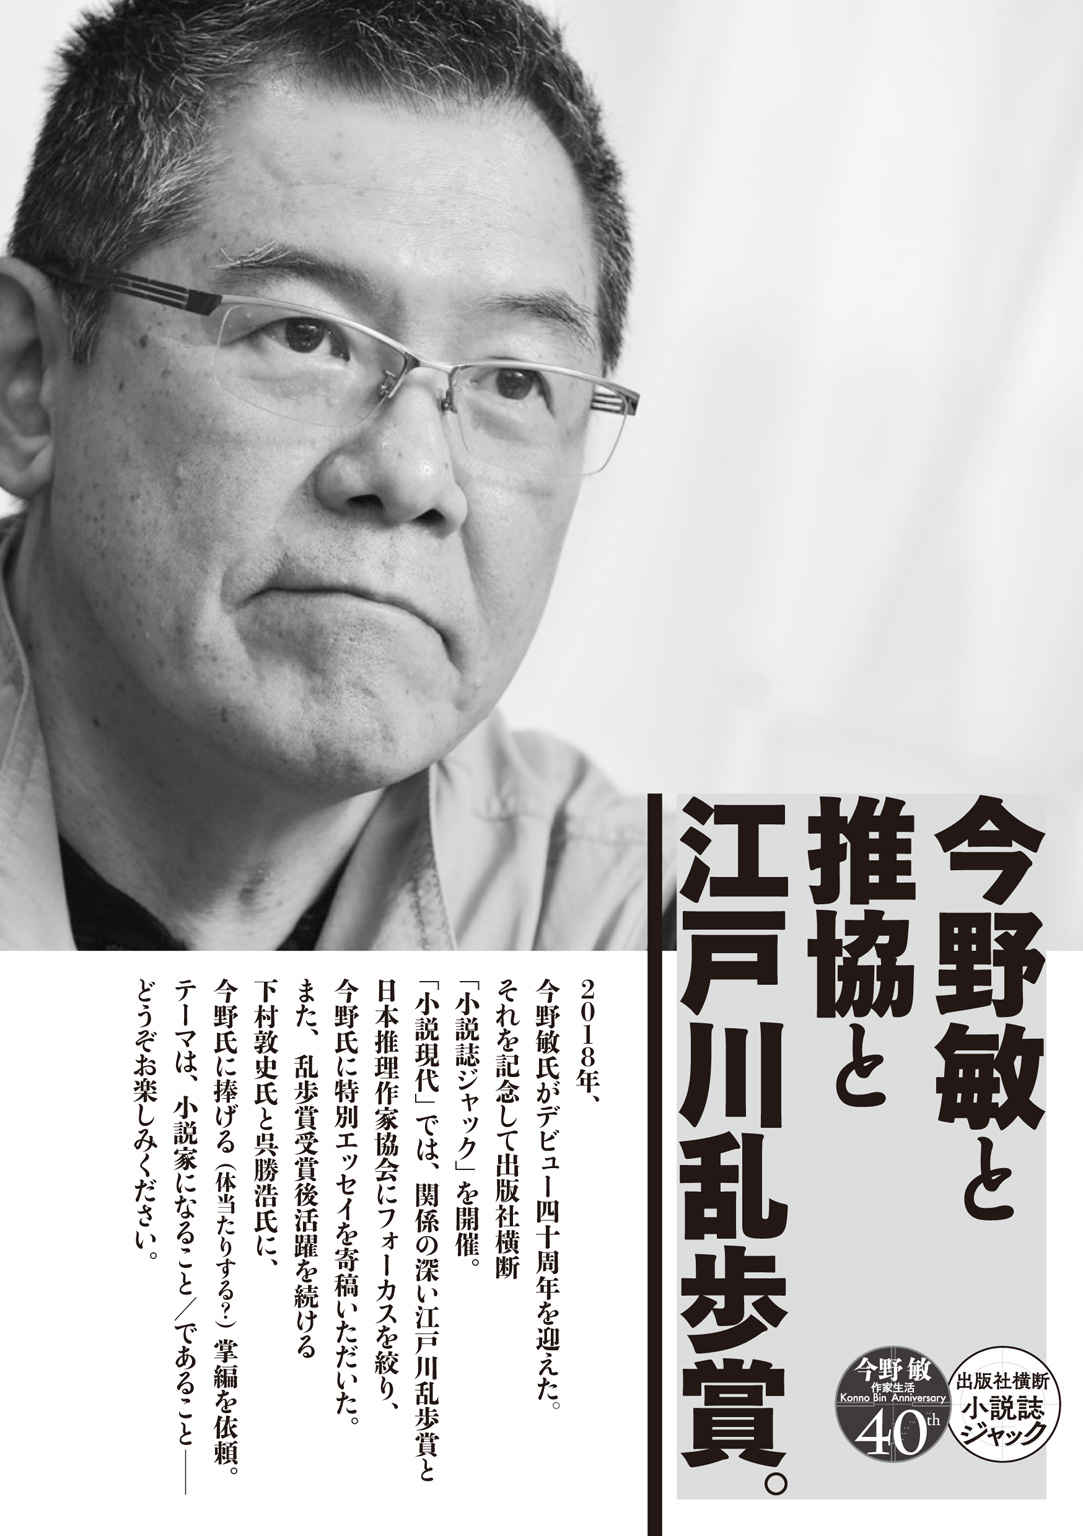 今野敏と
推協と
江戸川乱歩賞。
今野 敏
作家生活
Konno Bin Anniversary
40th
出版社横断
小説誌
ジャック
2018年、
今野敏氏がデビュー四十周年を迎えた。
それを記念して出版社横断
「小説誌ジャック」を開催。
「小説現代」では、関係の深い江戸川乱歩賞と
日本推理作家協会にフォーカスを絞り、
今野氏に特別エッセイを寄稿いただいた。
また、乱歩賞受賞後活躍を続ける
下村敦史氏と呉勝浩氏に、
今野氏に捧げる（体当たりする？）掌編を依頼。
テーマは、小説家になること／であること――
どうぞお楽しみください。